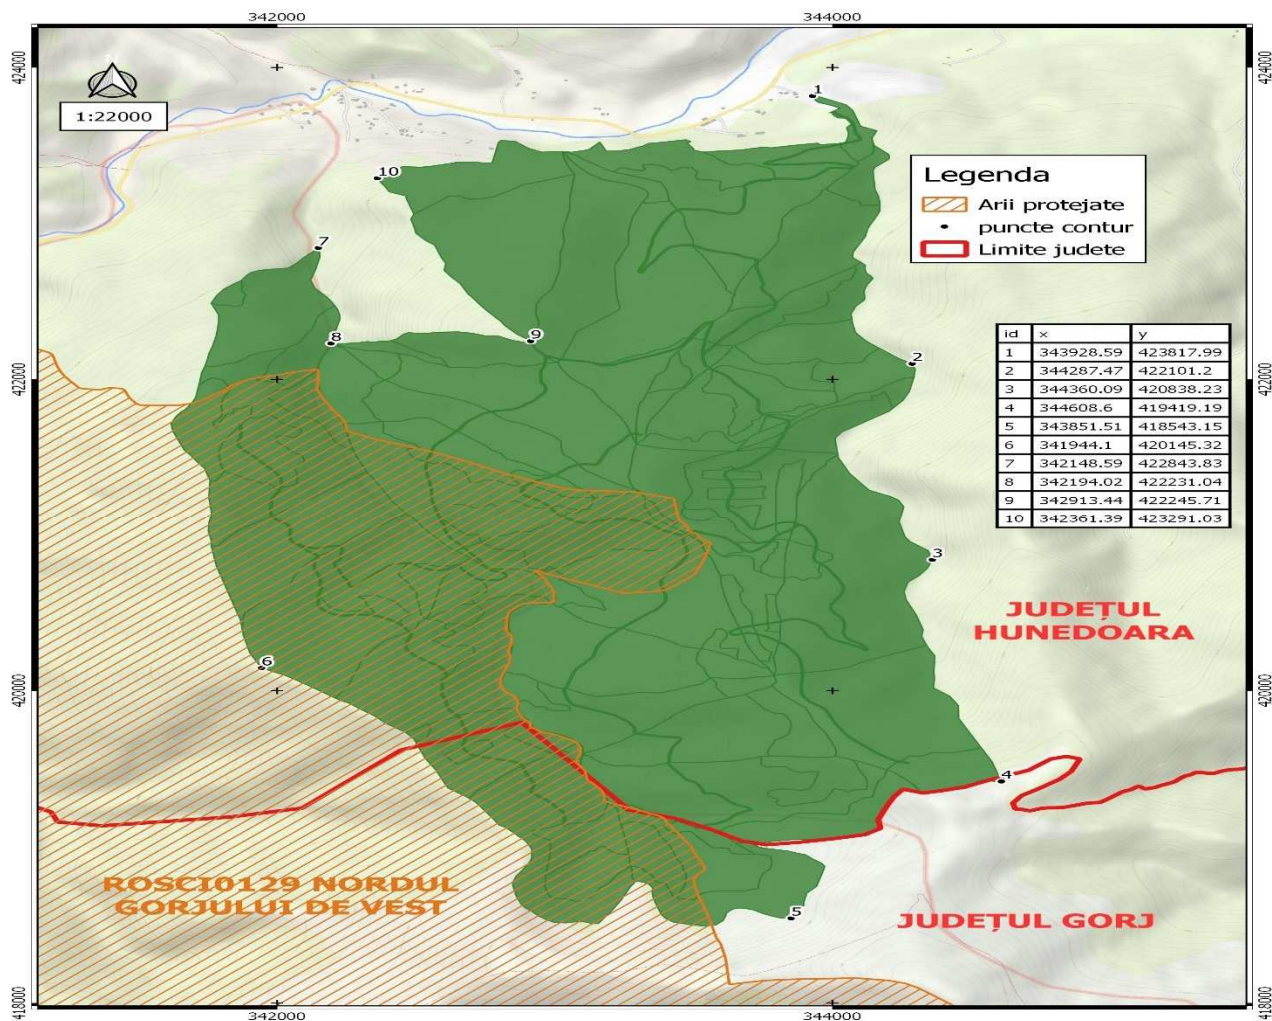 342000 344000
424000 424000
1:22000
1
10
7
8
9
2
3
6
4
5
Legenda
Arii protejate
puncte contur
Limite judete
id x y
1 343928.59 423817.99
2 344287.47 422101.2
3 344360.09 420838.23
4 344608.6 419419.19
5 343851.51 418543.15
6 341944.1 420145.32
7 342148.59 422843.83
8 342194.02 422231.04
9 342913.44 422245.71
10 342361.39 423291.03
422000 422000
JUDEȚUL
HUNEDOARA
420000 420000
ROSCI0129 NORDUL
GORJULUI DE VEST
JUDEȚUL GORJ
418000 418000
342000 344000